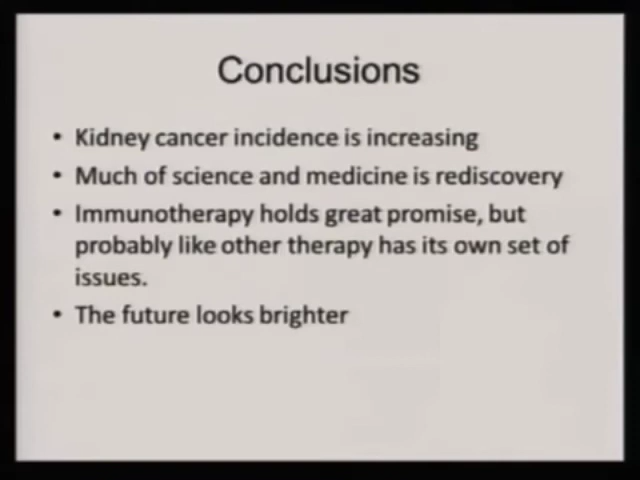 Conclusions
• Kidney cancer incidence is increasing
• Much of science and medicine is rediscovery
• Immunotherapy holds great promise, but
probably like other therapy has its own set of
issues.
• The future looks brighter